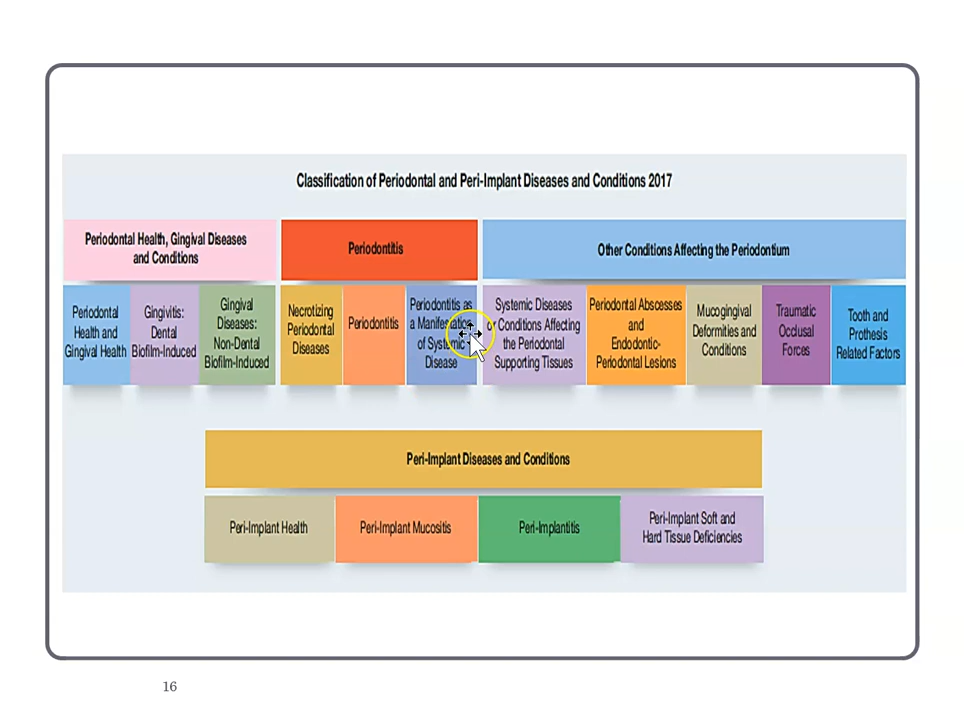 Classification of Periodontal and Peri-Implant Diseases and Conditions 2017
Periodontal Health, Gingival Diseases
and Conditions
Periodontitis
Other Conditions Affecting the Periodontium
Periodontal
Health and
Gingival Health
Gingivitis:
Dental
Biofilm-Induced
Gingival
Diseases:
Non-Dental
Biofilm-Induced
Necrotizing
Periodontal
Diseases
Periodontitis
Periodontitis as
a Manifestation
of Systemic
Disease
Systemic Diseases
or Conditions Affecting
the Periodontal
Supporting Tissues
Periodontal Abscesses
and
Endodontic-
Periodontal Lesions
Mucogingival
Deformities and
Conditions
Traumatic
Occlusal
Forces
Tooth and
Prosthesis
Related Factors
Peri-Implant Diseases and Conditions
Peri-Implant Health
Peri-Implant Mucositis
Peri-Implantitis
Peri-Implant Soft and
Hard Tissue Deficiencies
16